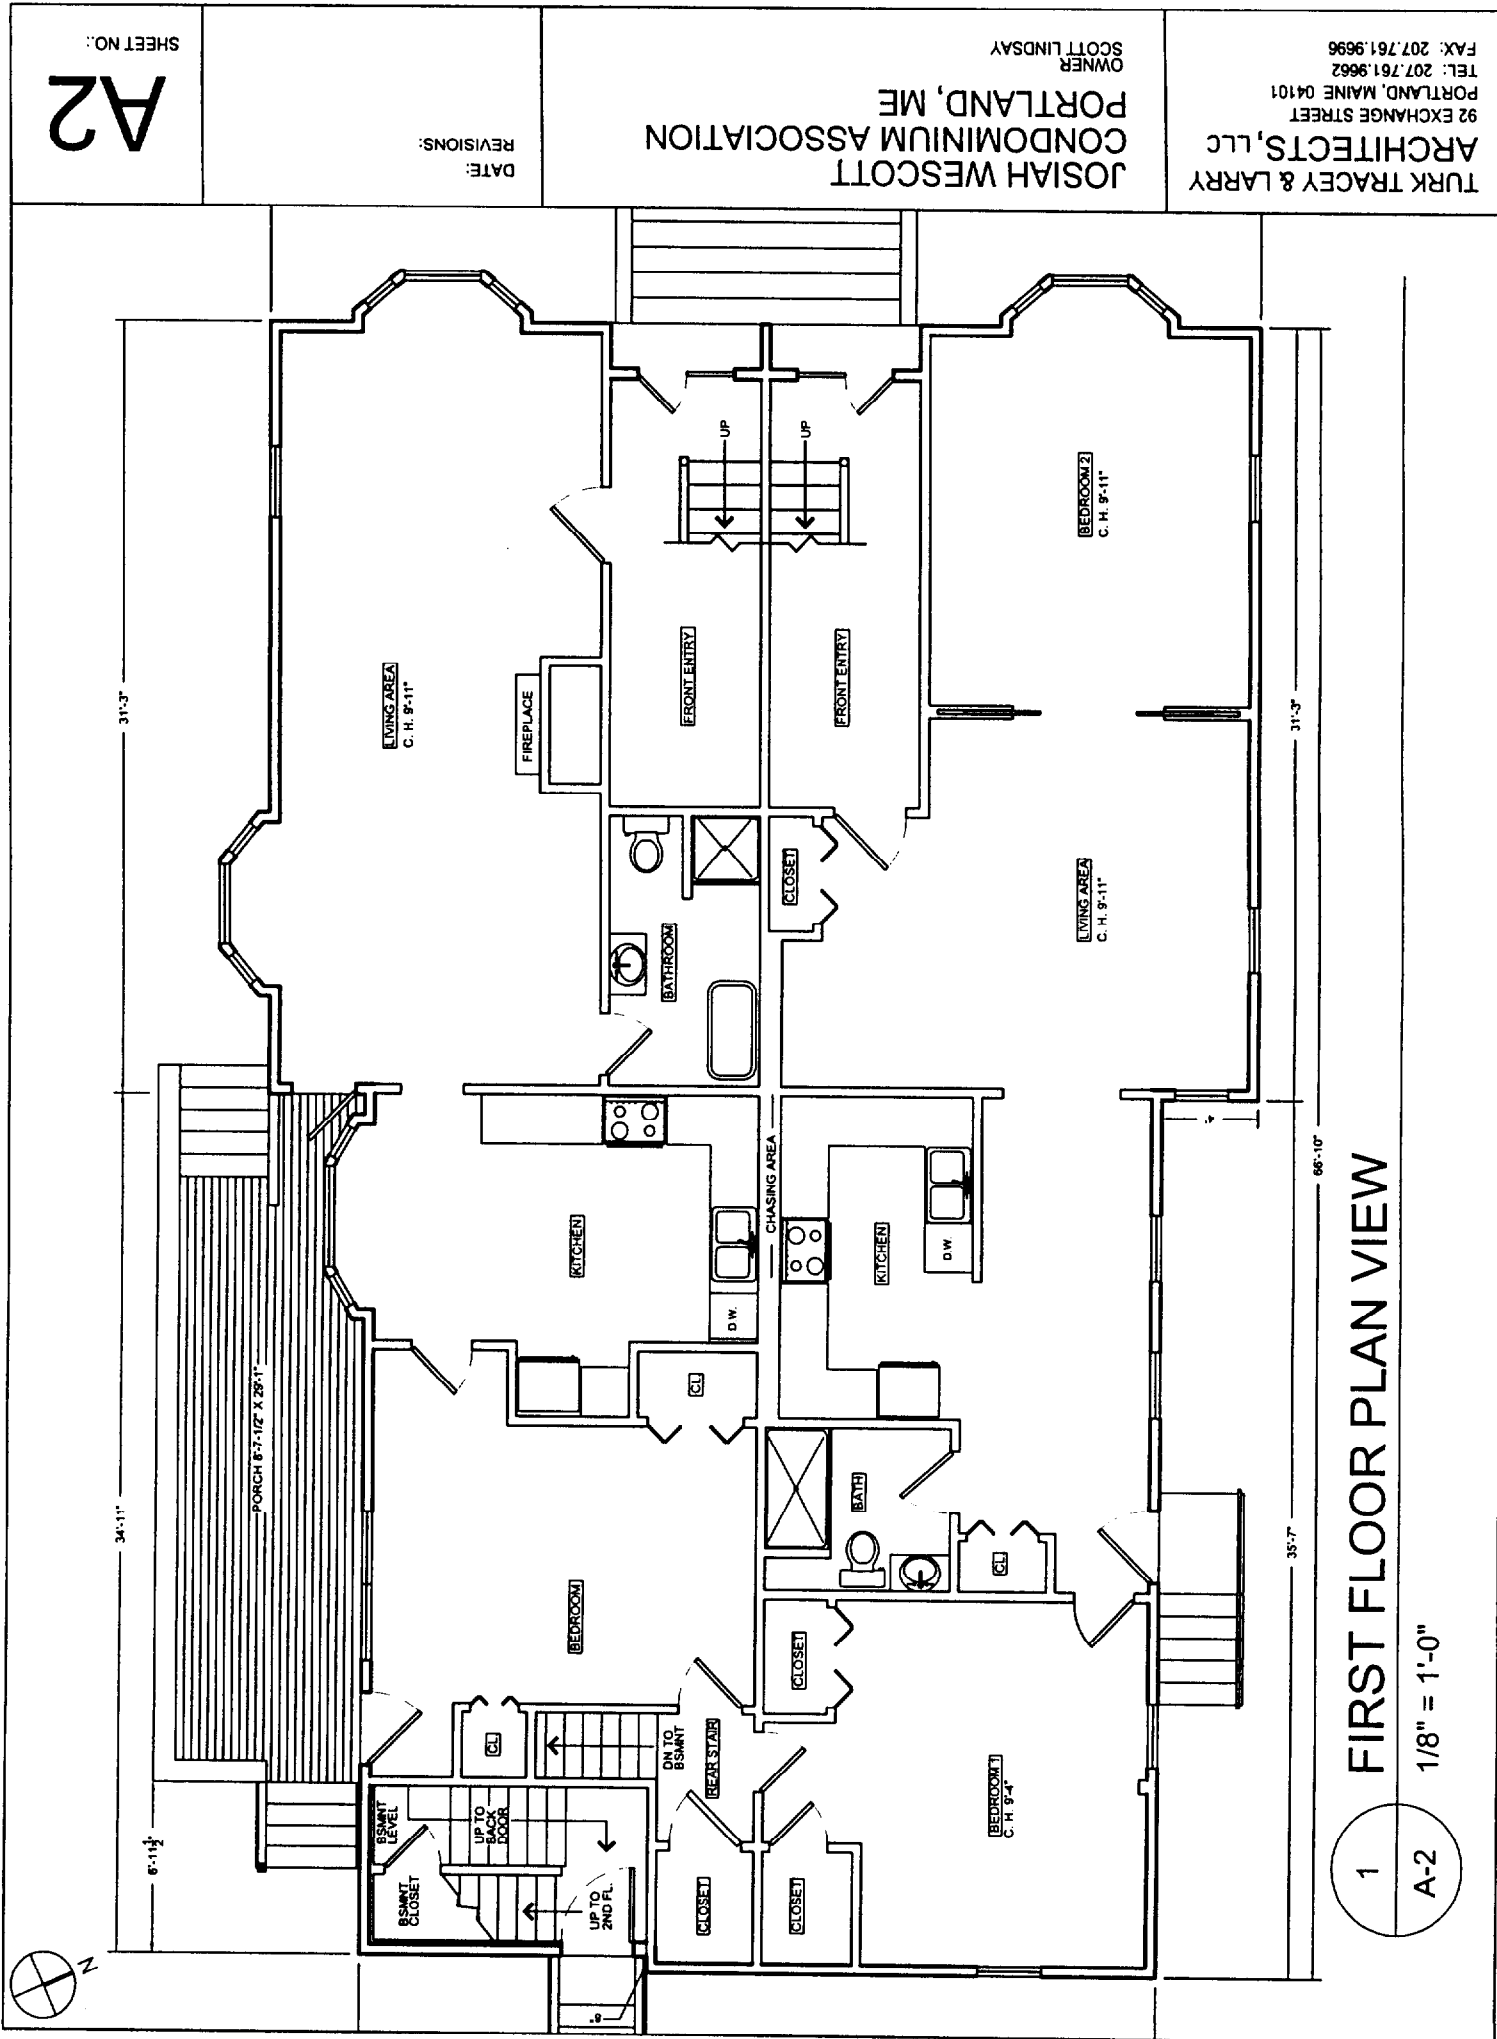 TURK TRACEY & LARRY
ARCHITECTS, LLC
92 EXCHANGE STREET
PORTLAND, MAINE 04101
TEL: 207.761.9662
FAX: 207.761.9696
JOSIAH WESCOTT
CONDOMINIUM ASSOCIATION
PORTLAND, ME
OWNER
SCOTT LINDSAY
DATE:
REVISIONS:
A2
SHEET NO.:
N
6'-11½"
34'-11"
31'-3"
PORCH 8'-7-1/2" X 29'-1"
LIVING AREA
C. H. 9'-11"
FIREPLACE
BSMNT
LEVEL
BSMNT
CLOSET
UP TO
BACK
DOOR
UP TO
2ND FL.
CL
DN TO
BSMNT
REAR STAIR
BEDROOM
CL
KITCHEN
D.W.
BATHROOM
FRONT ENTRY
UP
CHASING AREA
CLOSET
CLOSET
CLOSET
BATH
CL
KITCHEN
D.W.
CLOSET
FRONT ENTRY
UP
BEDROOM 1
C. H. 9'-4"
LIVING AREA
C. H. 9'-11"
BEDROOM 2
C. H. 9'-11"
8"
4'
35'-7"
31'-3"
66'-10"
1
A-2
FIRST FLOOR PLAN VIEW
1/8" = 1'-0"